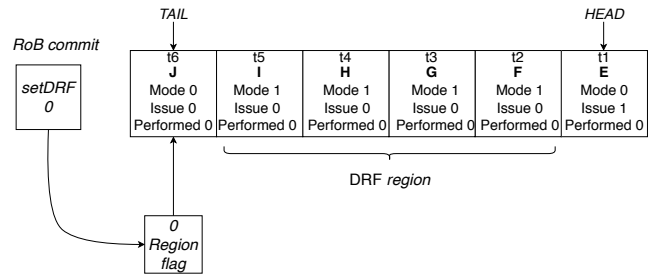 TAIL
HEAD
RoB commit
setDRF
0
t6
J
Mode 0
Issue 0
Performed 0
t5
I
Mode 1
Issue 0
Performed 0
t4
H
Mode 1
Issue 0
Performed 0
t3
G
Mode 1
Issue 0
Performed 0
t2
F
Mode 1
Issue 0
Performed 0
t1
E
Mode 0
Issue 1
Performed 0
DRF region
0
Region
flag